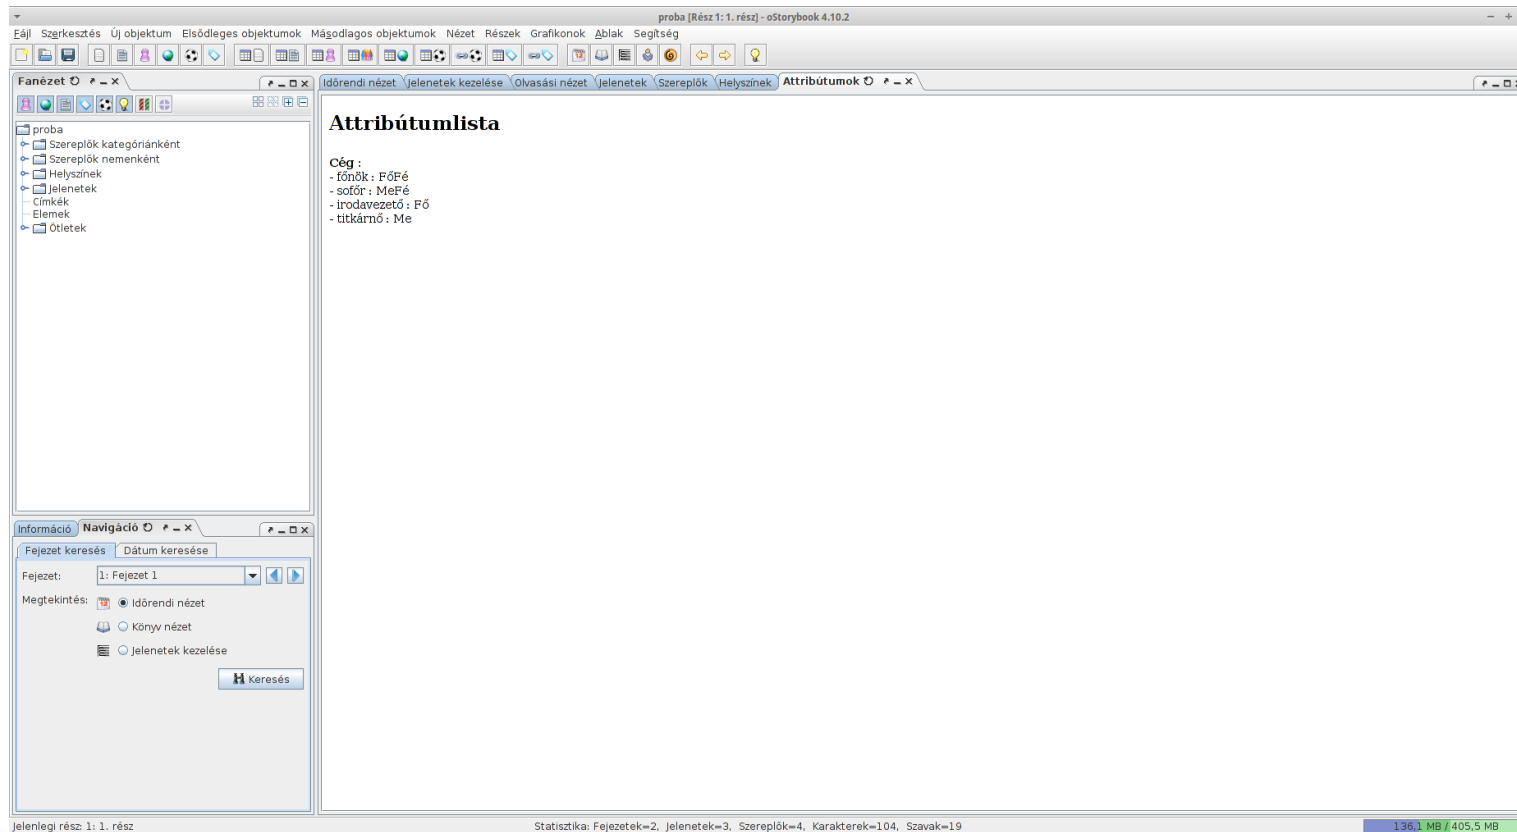 proba [Rész 1: 1. rész] - oStorybook 4.10.2
Fájl Szerkesztés Új objektum Elsődleges objektumok Másodlagos objektumok Nézet Részek Grafikonok Ablak Segítség
Fanézet
proba
Szereplők kategóriánként
Szereplők nemenként
Helyszínek
Jelenetek
Címkék
Elemek
Ötletek
Időrendi nézet Jelenetek kezelése Olvasási nézet Jelenetek Szereplők Helyszínek Attribútumok
Attribútumlista
Cég :
- főnök : FőFé
- sofőr : MeFé
- irodavezető : Fő
- titkárnő : Me
Információ Navigáció
Fejezet keresés Dátum keresése
Fejezet: 1: Fejezet 1
Megtekintés: Időrendi nézet
Könyv nézet
Jelenetek kezelése
Keresés
Jelenlegi rész: 1: 1. rész
Statisztika: Fejezetek=2, Jelenetek=3, Szereplők=4, Karakterek=104, Szavak=19
136,1 MB / 405,5 MB